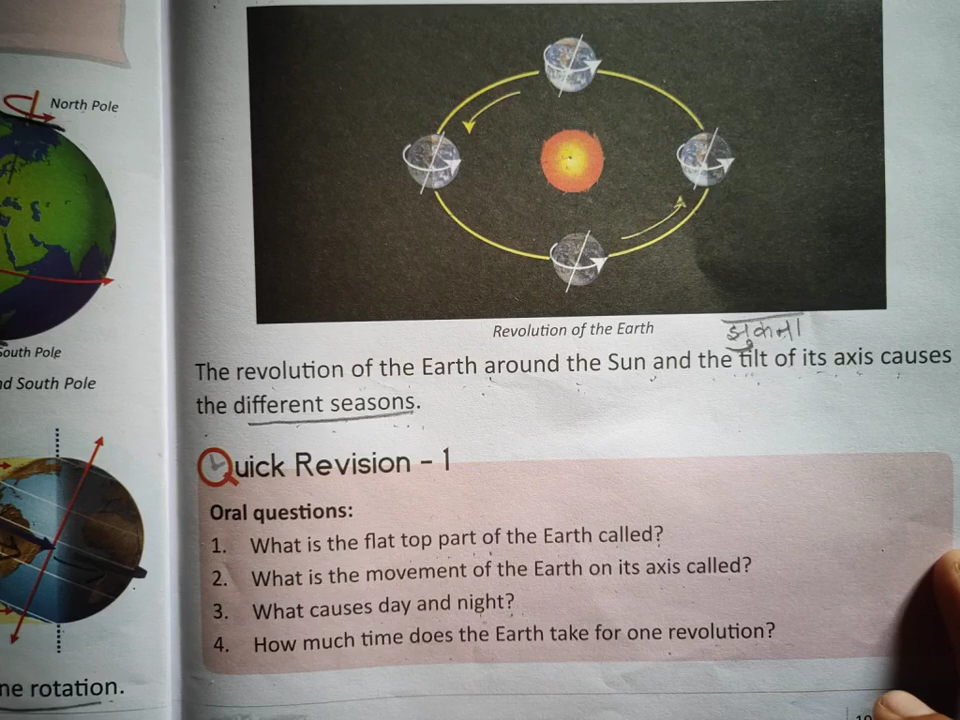 North Pole
South Pole
nd South Pole
ne rotation.
Revolution of the Earth
झुकना
The revolution of the Earth around the Sun and the tilt of its axis causes
the different seasons.
Quick Revision - 1
Oral questions:
1. What is the flat top part of the Earth called?
2. What is the movement of the Earth on its axis called?
3. What causes day and night?
4. How much time does the Earth take for one revolution?